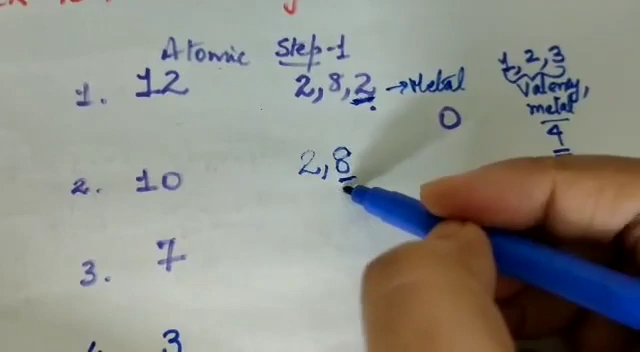 Atomic Step-1
1. 12 2,8,2 → Metal
0
1,2,3
Valency,
metal
4
2. 10 2,8
3. 7
3